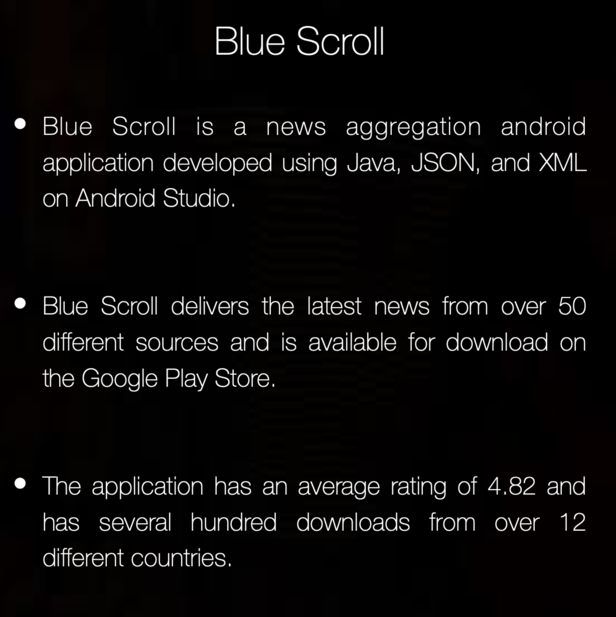 Blue Scroll
• Blue Scroll is a news aggregation android
application developed using Java, JSON, and XML
on Android Studio.
• Blue Scroll delivers the latest news from over 50
different sources and is available for download on
the Google Play Store.
• The application has an average rating of 4.82 and
has several hundred downloads from over 12
different countries.